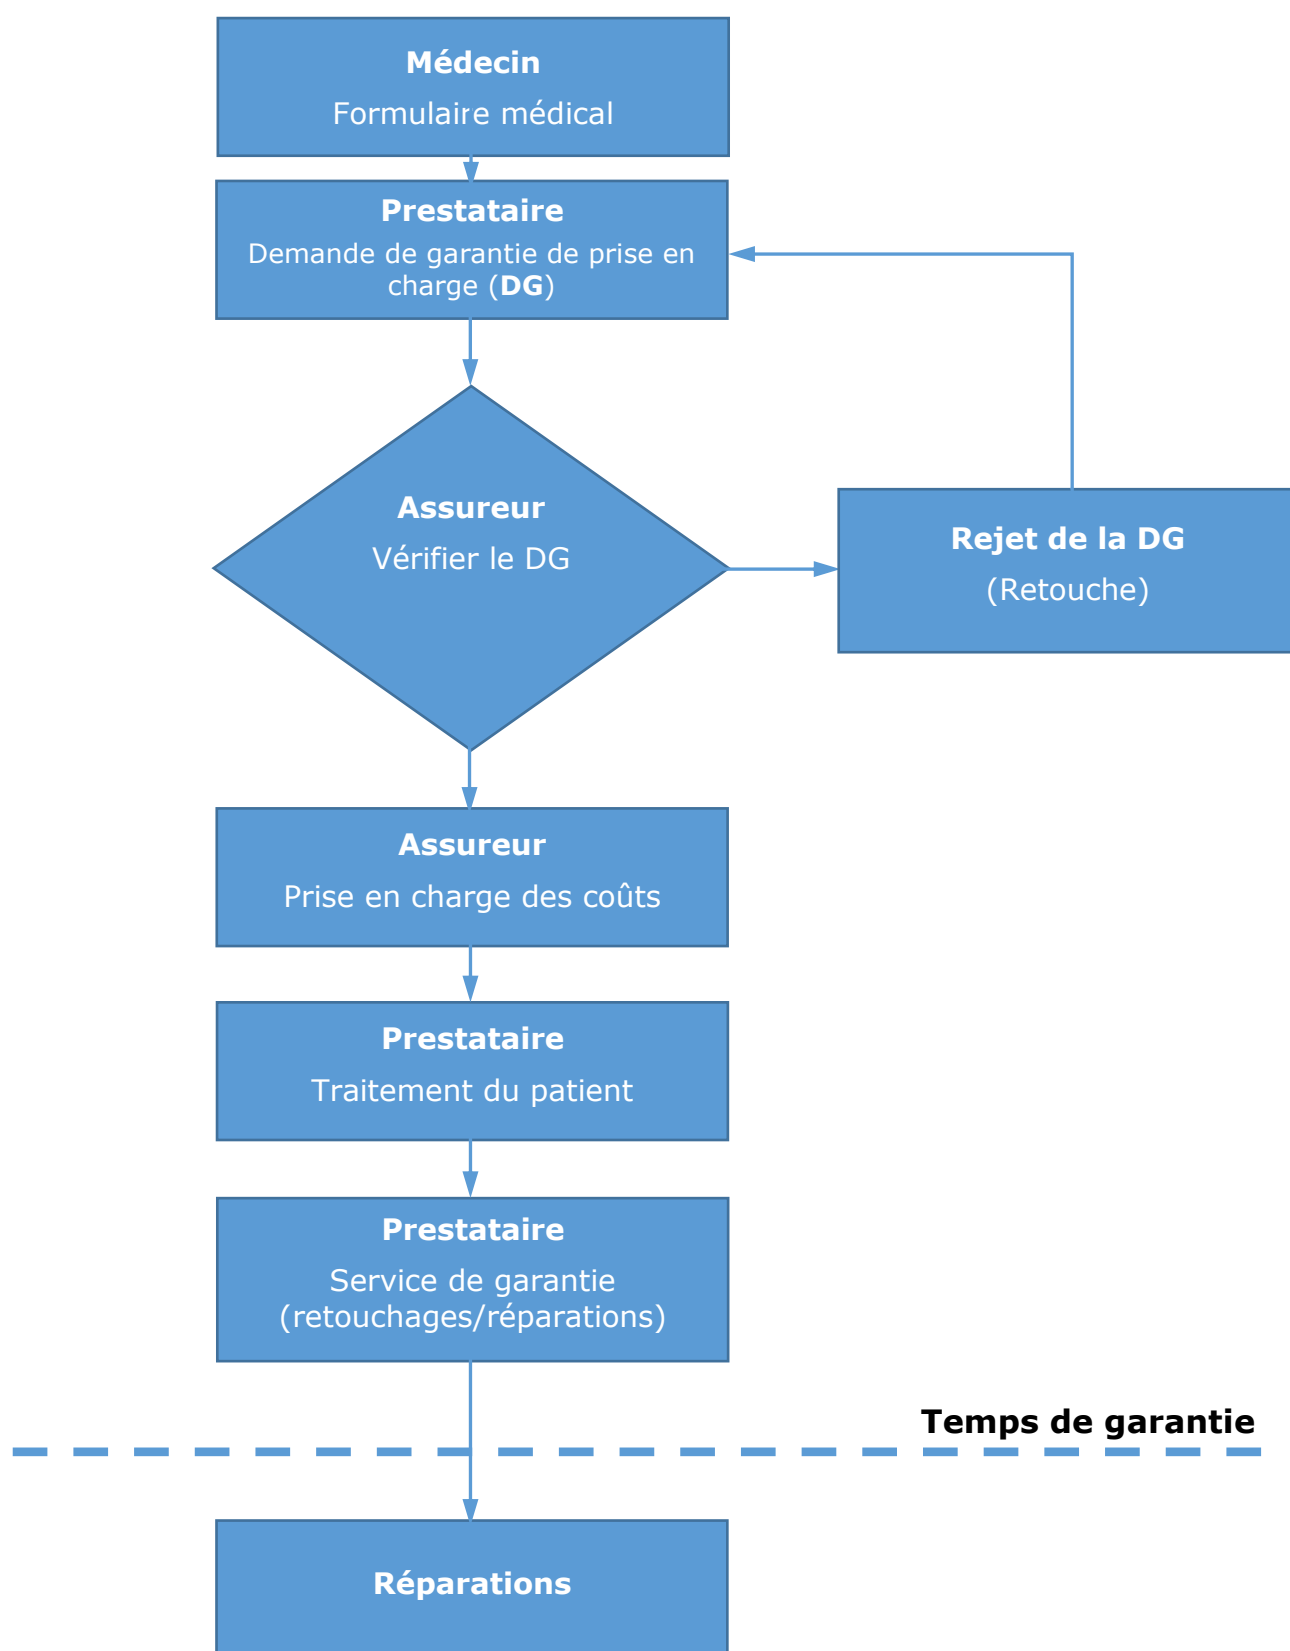 Médecin
Formulaire médical
Prestataire
Demande de garantie de prise en
charge (DG)
Assureur
Vérifier le DG
Rejet de la DG
(Retouche)
Assureur
Prise en charge des coûts
Prestataire
Traitement du patient
Prestataire
Service de garantie
(retouchages/réparations)
Temps de garantie
Réparations